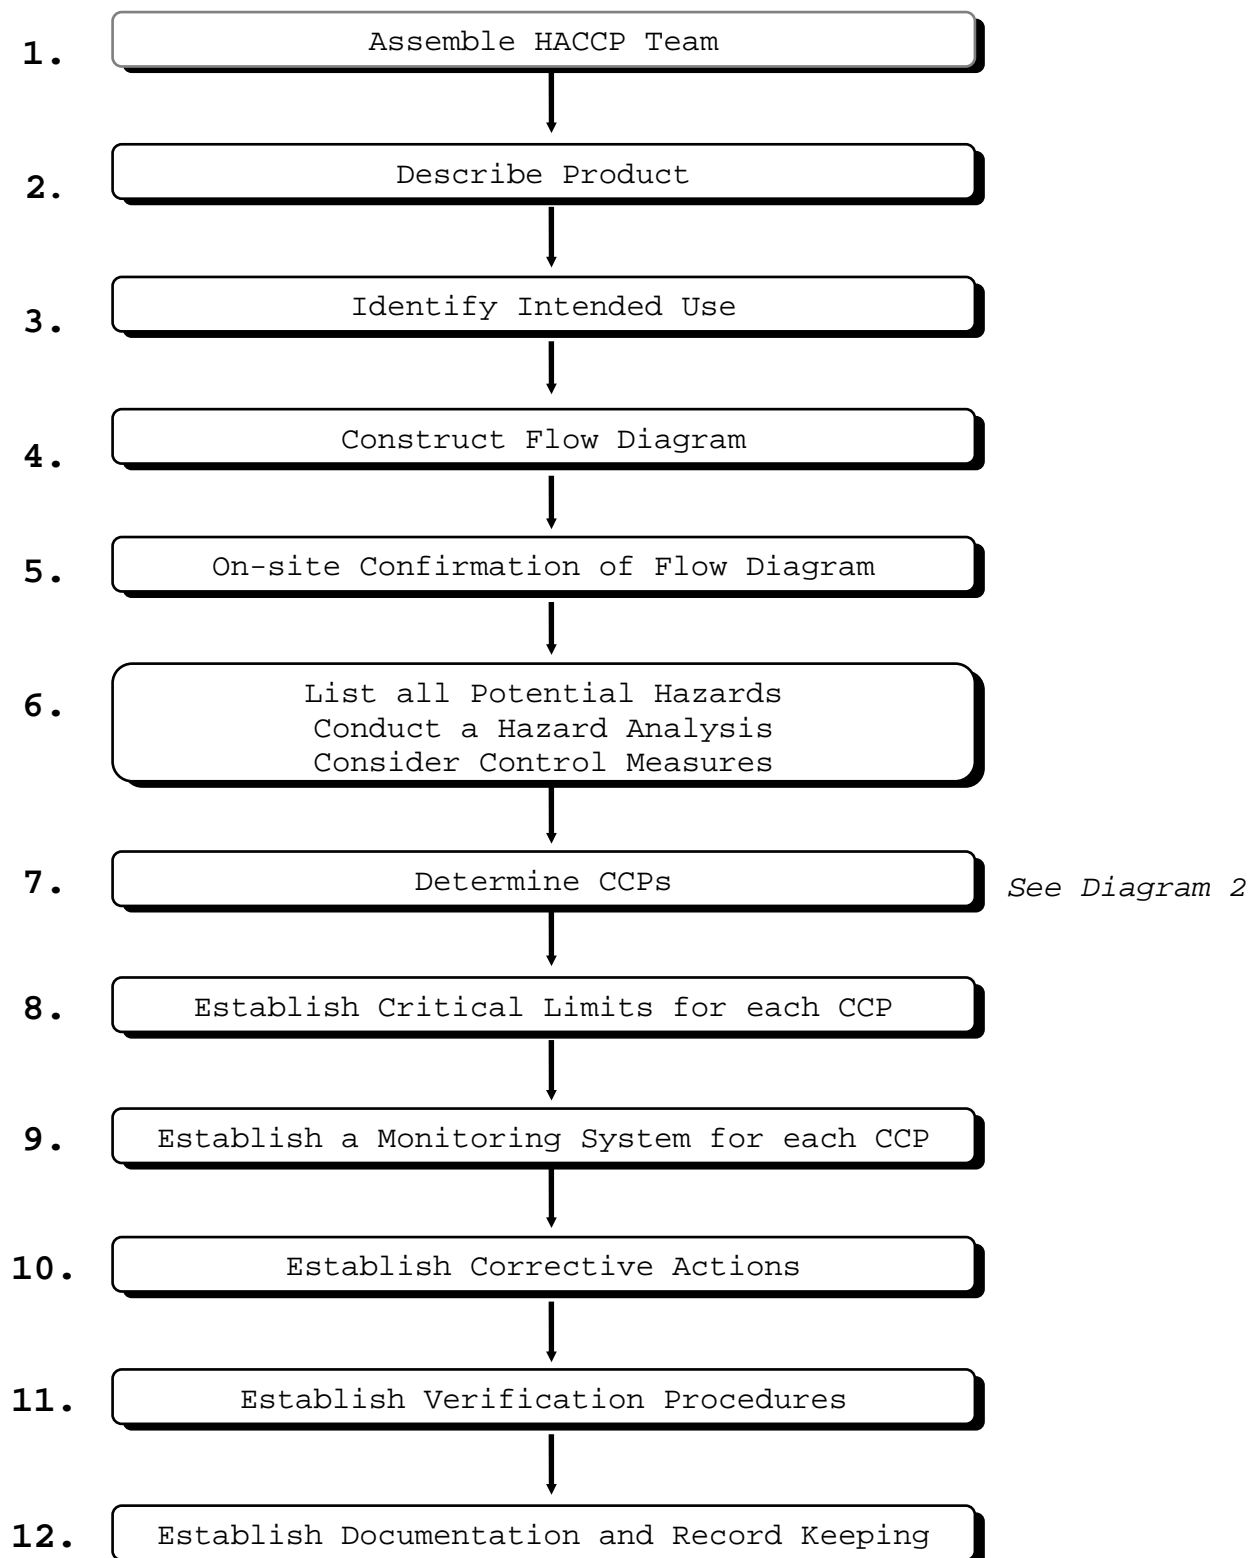 1. Assemble HACCP Team
2. Describe Product
3. Identify Intended Use
4. Construct Flow Diagram
5. On-site Confirmation of Flow Diagram
6. List all Potential Hazards
Conduct a Hazard Analysis
Consider Control Measures
7. Determine CCPs See Diagram 2
8. Establish Critical Limits for each CCP
9. Establish a Monitoring System for each CCP
10. Establish Corrective Actions
11. Establish Verification Procedures
12. Establish Documentation and Record Keeping